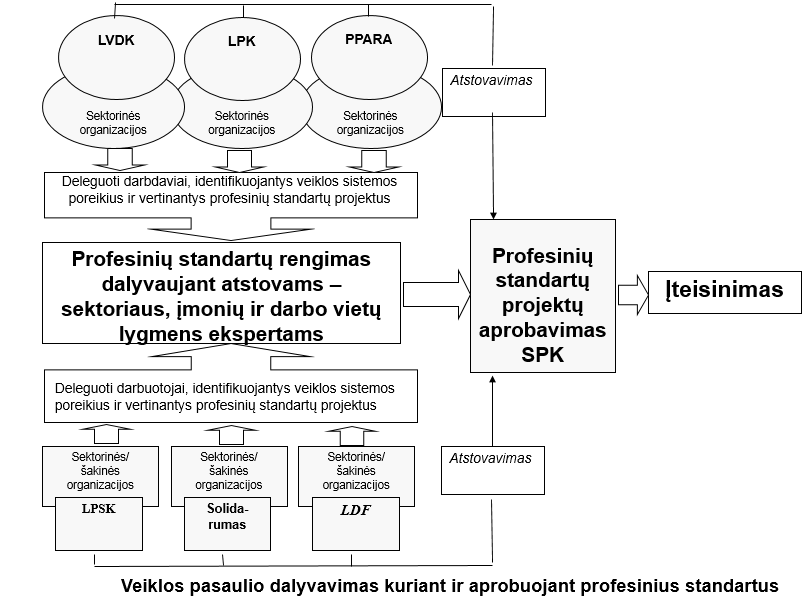 LVDK
LPK
PPARA
Atstovavimas
Sektorinės
organizacijos
Sektorinės
organizacijos
Sektorinės
organizacijos
Deleguoti darbdaviai, identifikuojantys veiklos sistemos
poreikius ir vertinantys profesinių standartų projektus
Profesinių standartų rengimas
dalyvaujant atstovams –
sektoriaus, įmonių ir darbo vietų
lygmens ekspertams
Profesinių
standartų
projektų
aprobavimas
SPK
Įteisinimas
Deleguoti darbuotojai, identifikuojantys veiklos sistemos
poreikius ir vertinantys profesinių standartų projektus
Sektorinės/
šakinės
organizacijos
Sektorinės/
šakinės
organizacijos
Sektorinės/
šakinės
organizacijos
Atstovavimas
LPSK
Solida-
rumas
LDF
Veiklos pasaulio dalyvavimas kuriant ir aprobuojant profesinius standartus